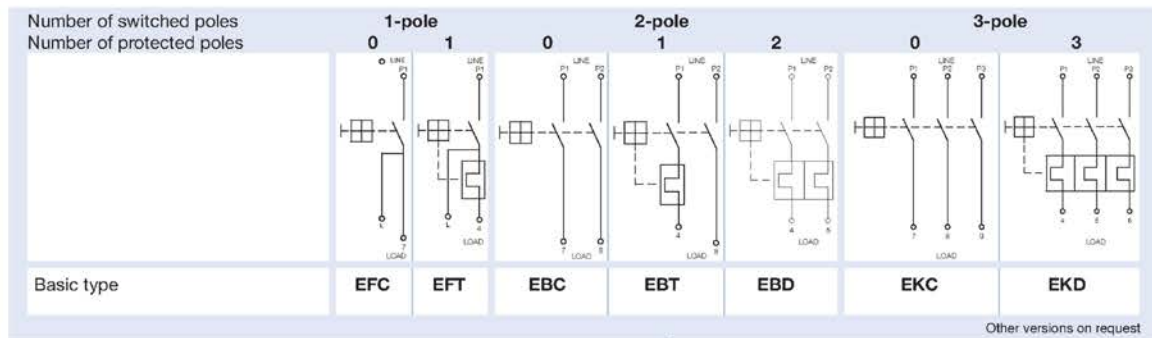 Number of switched poles 1-pole 2-pole 3-pole
Number of protected poles 0 1 0 1 2 0 3
LINE LINE LINE LINE LINE LINE LINE
P1 P1 P1 P2 P1 P2 P1 P2 P1 P2 P3 P1 P2 P3
L 7 L 4 7 8 4 8 4 5 7 8 9 4 5 6
LOAD LOAD LOAD LOAD LOAD LOAD LOAD
Basic type EFC EFT EBC EBT EBD EKC EKD
Other versions on request